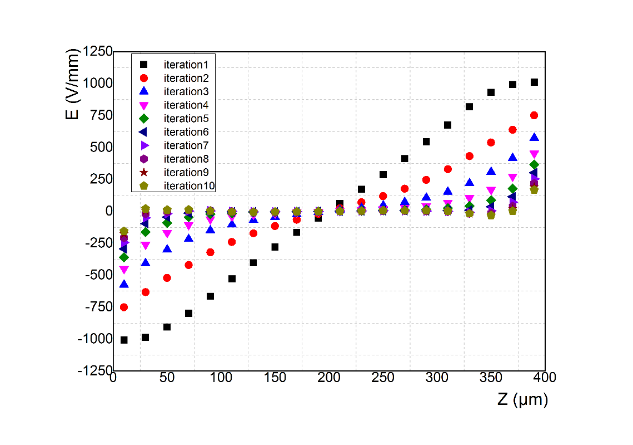 E (V/mm)
1250
1000
750
500
250
0
-250
-500
-750
-1000
-1250
iteration1
iteration2
iteration3
iteration4
iteration5
iteration6
iteration7
iteration8
iteration9
iteration10
0 50 100 150 200 250 300 350 400
Z (μm)